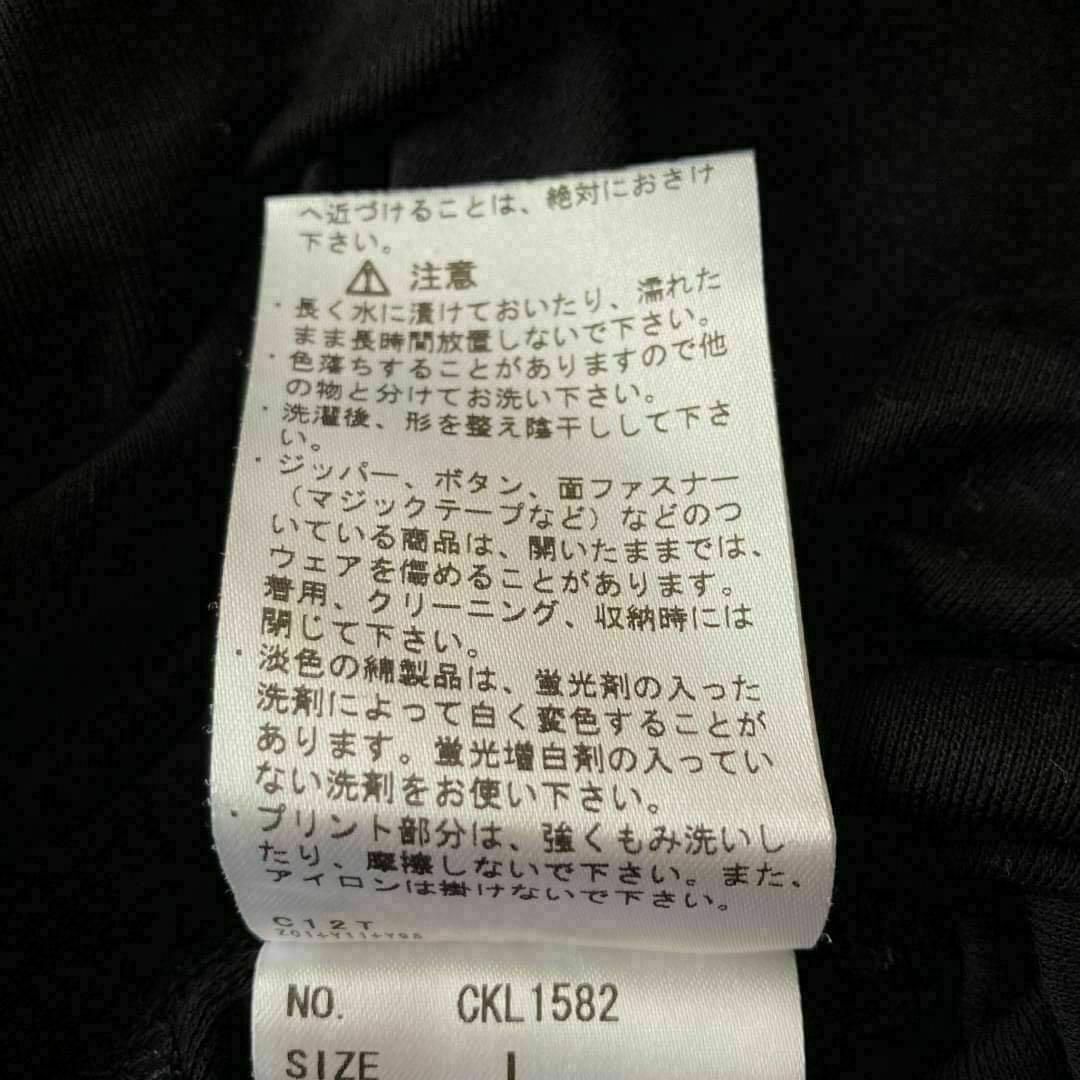 へ近づけることは、絶対におさけ
下さい。
⚠ 注意
・長く水に漬けておいたり、濡れた
まま長時間放置しないで下さい。
・色落ちすることがありますので他
の物と分けてお洗い下さい。
・洗濯後、形を整え陰干しして下さ
い。
・ジッパー、ボタン、面ファスナー
（マジックテープなど）などのつ
いている商品は、開いたままでは、
ウェアを傷めることがあります。
着用、クリーニング、収納時には
閉じて下さい。
・淡色の綿製品は、蛍光剤の入った
洗剤によって白く変色することが
あります。蛍光増白剤の入ってい
ない洗剤をお使い下さい。
・プリント部分は、強くもみ洗いし
たり、摩擦しないで下さい。また、
アイロンは掛けないで下さい。
C12T
NO. CKL1582
SIZE